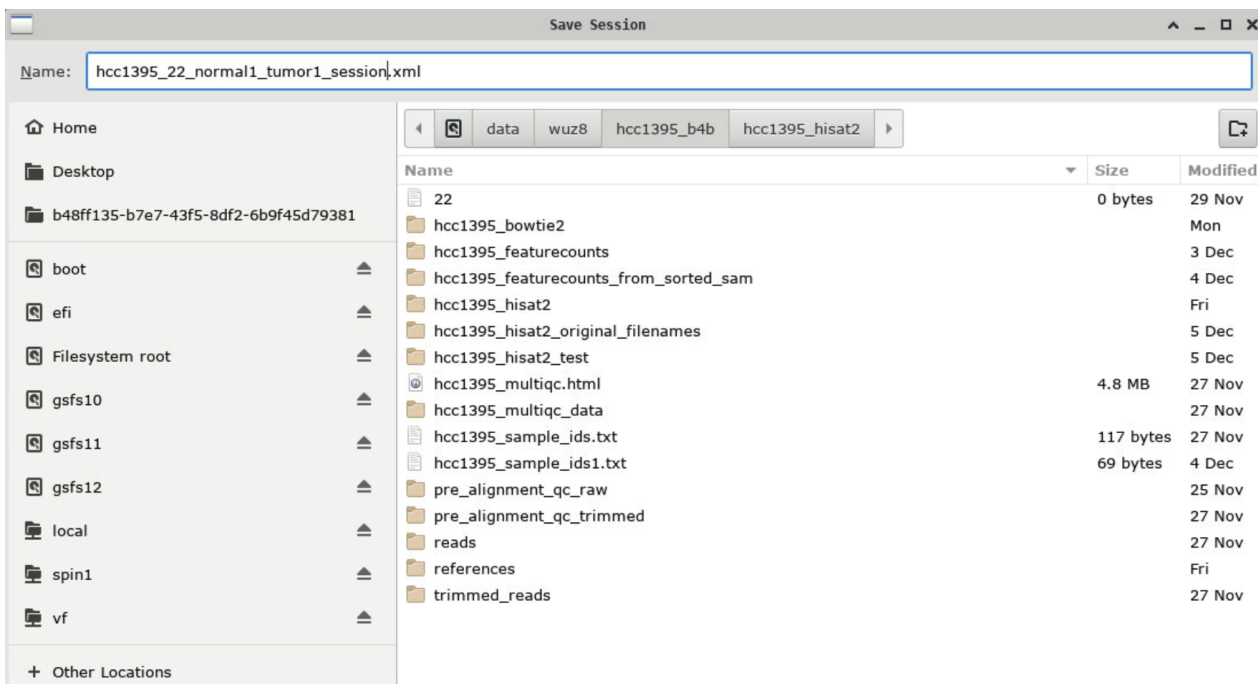 Save Session
Name: hcc1395_22_normal1_tumor1_session.xml
Home
Desktop
b48ff135-b7e7-43f5-8df2-6b9f45d79381
boot
efi
Filesystem root
gsfs10
gsfs11
gsfs12
local
spin1
vf
+ Other Locations
data wuz8 hcc1395_b4b hcc1395_hisat2
Name Size Modified
22 0 bytes 29 Nov
hcc1395_bowtie2 Mon
hcc1395_featurecounts 3 Dec
hcc1395_featurecounts_from_sorted_sam 4 Dec
hcc1395_hisat2 Fri
hcc1395_hisat2_original_filenames 5 Dec
hcc1395_hisat2_test 5 Dec
hcc1395_multiqc.html 4.8 MB 27 Nov
hcc1395_multiqc_data 27 Nov
hcc1395_sample_ids.txt 117 bytes 27 Nov
hcc1395_sample_ids1.txt 69 bytes 4 Dec
pre_alignment_qc_raw 25 Nov
pre_alignment_qc_trimmed 27 Nov
reads 27 Nov
references Fri
trimmed_reads 27 Nov